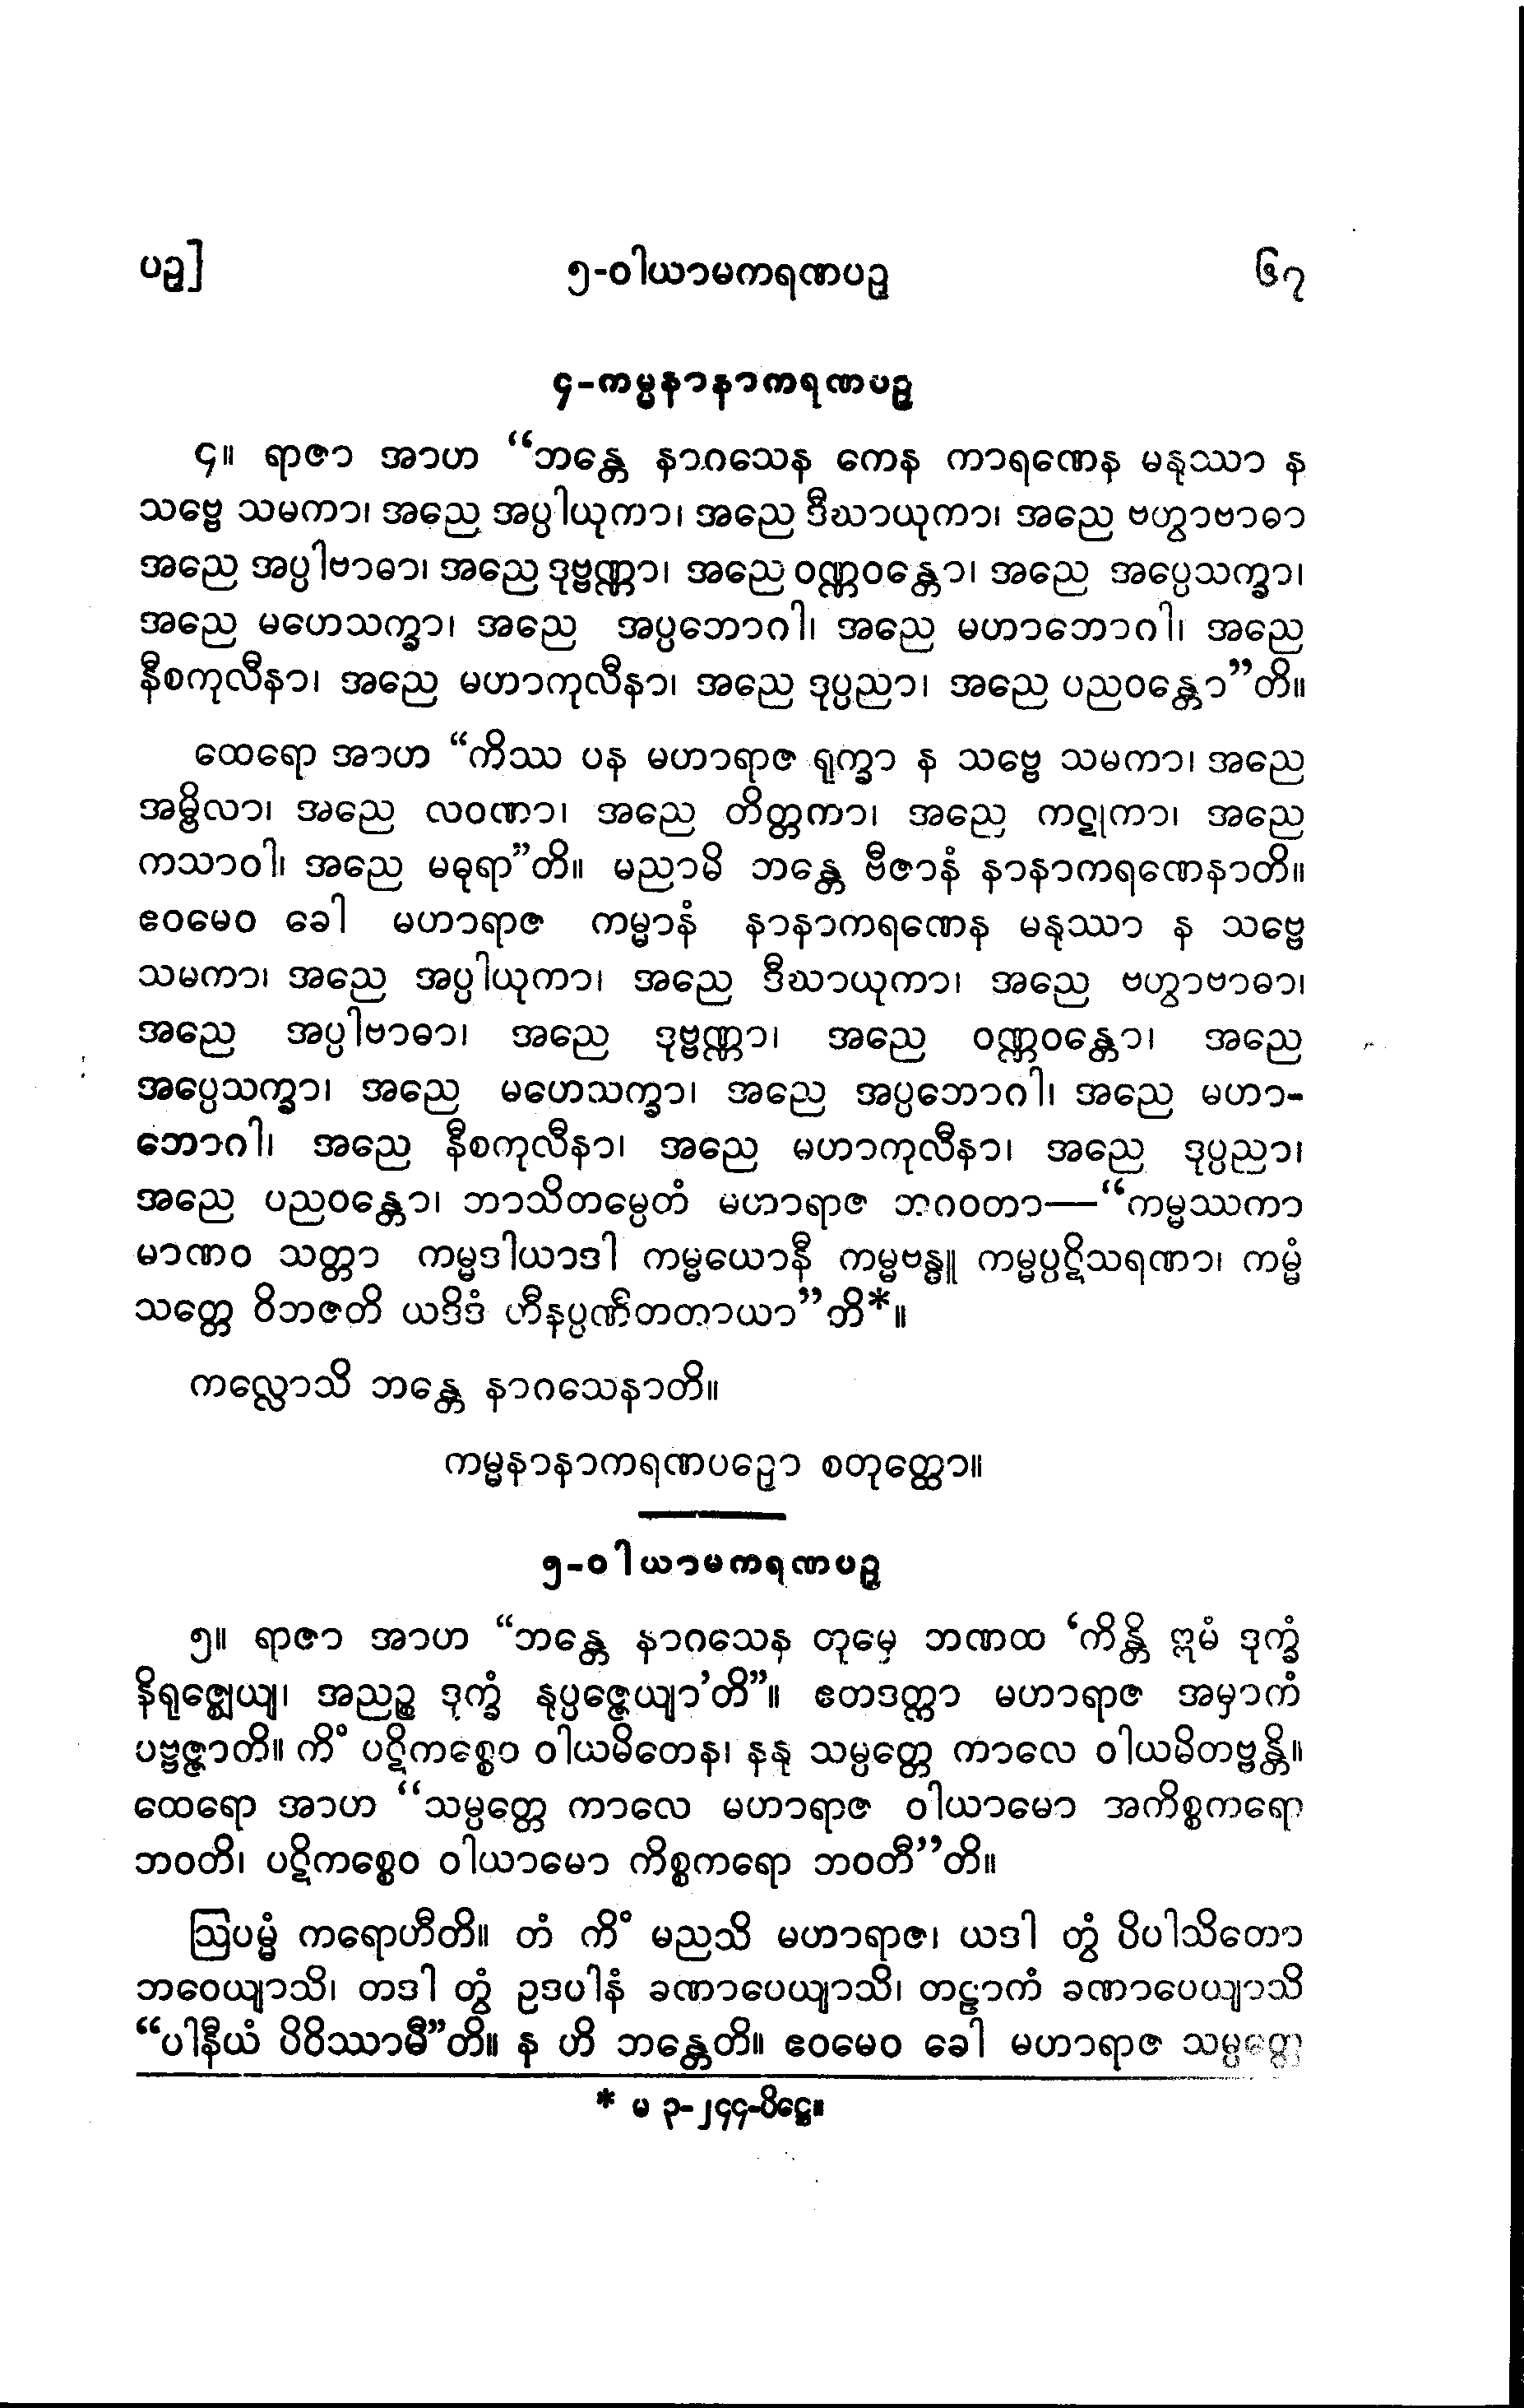 ပဥှ] ၅-ဝါယာမကရဏပဥှ ၆၇
၄-ကမ္မနာနာကရဏပဥှ
၄။ ရာဇာ အာဟ “ဘန္တေ နာဂသေန ကေန ကာရဏေန မနုဿာ န
သဗ္ဗေ သမကာ၊ အညေ အပ္ပါယုကာ၊ အညေ ဒီဃာယုကာ၊ အညေ ဗဟွာဗာဓာ
အညေ အပ္ပါဗာဓာ၊ အညေ ဒုဗ္ဗဏ္ဏာ၊ အညေ ဝဏ္ဏဝန္တော၊ အညေ အပ္ပေသက္ခာ၊
အညေ မဟေသက္ခာ၊ အညေ အပ္ပဘောဂါ၊ အညေ မဟာဘောဂါ၊ အညေ
နီစကုလီနာ၊ အညေ မဟာကုလီနာ၊ အညေ ဒုပ္ပညာ၊ အညေ ပညဝန္တော”တိ။
ထေရော အာဟ “ကိဿ ပန မဟာရာဇ ရုက္ခာ န သဗ္ဗေ သမကာ၊ အညေ
အမ္ဗိလာ၊ အညေ လဝဏာ၊ အညေ တိတ္တကာ၊ အညေ ကဋုကာ၊ အညေ
ကသာဝါ၊ အညေ မဓုရာ”တိ။ မညာမိ ဘန္တေ ဗီဇာနံ နာနာကရဏေနာတိ။
ဧဝမေဝ ခေါ မဟာရာဇ ကမ္မာနံ နာနာကရဏေန မနုဿာ န သဗ္ဗေ
သမကာ၊ အညေ အပ္ပါယုကာ၊ အညေ ဒီဃာယုကာ၊ အညေ ဗဟွာဗာဓာ၊
အညေ အပ္ပါဗာဓာ၊ အညေ ဒုဗ္ဗဏ္ဏာ၊ အညေ ဝဏ္ဏဝန္တော၊ အညေ
အပ္ပေသက္ခာ၊ အညေ မဟေသက္ခာ၊ အညေ အပ္ပဘောဂါ၊ အညေ မဟာ-
ဘောဂါ၊ အညေ နီစကုလီနာ၊ အညေ မဟာကုလီနာ၊ အညေ ဒုပ္ပညာ၊
အညေ ပညဝန္တော၊ ဘာသိတမ္ပေတံ မဟာရာဇ ဘဂဝတာ—“ကမ္မဿကာ
မာဏဝ သတ္တာ ကမ္မဒါယာဒါ ကမ္မယောနီ ကမ္မဗန္ဓူ ကမ္မပ္ပဋိသရဏာ၊ ကမ္မံ
သတ္တေ ဝိဘဇတိ ယဒိဒံ ဟီနပ္ပဏီတတာယာ”တိ*။
ကလ္လောသိ ဘန္တေ နာဂသေနာတိ။
ကမ္မနာနာကရဏပဥှော စတုတ္ထော။
၅-ဝါယာမကရဏပဥှ
၅။ ရာဇာ အာဟ “ဘန္တေ နာဂသေန တုမှေ ဘဏထ ‘ကိန္တိ ဣမံ ဒုက္ခံ
နိရုဇ္ဈေယျ၊ အညဉ္စ ဒုက္ခံ နုပ္ပဇ္ဇေယျာ’တိ”။ ဧတဒတ္ထာ မဟာရာဇ အမှာကံ
ပဗ္ဗဇ္ဇာတိ။ ကိံ ပဋိကစ္စေဝ ဝါယမိတေန၊ နနု သမ္ပတ္တေ ကာလေ ဝါယမိတဗ္ဗန္တိ။
ထေရော အာဟ “သမ္ပတ္တေ ကာလေ မဟာရာဇ ဝါယာမော အကိစ္စကရော
ဘဝတိ၊ ပဋိကစ္စေဝ ဝါယာမော ကိစ္စကရော ဘဝတီ”တိ။
ဩပမ္မံ ကရောဟီတိ။ တံ ကိံ မညသိ မဟာရာဇ၊ ယဒါ တွံ ပိပါသိတော
ဘဝေယျာသိ၊ တဒါ တွံ ဥဒပါနံ ခဏာပေယျာသိ၊ တဠာကံ ခဏာပေယျာသိ
“ပါနီယံ ပိဝိဿာမီ”တိ။ န ဟိ ဘန္တေတိ။ ဧဝမေဝ ခေါ မဟာရာဇ သမ္ပတ္တေ
* မ ၃-၂၄၄-ပိဋ္ဌေ။